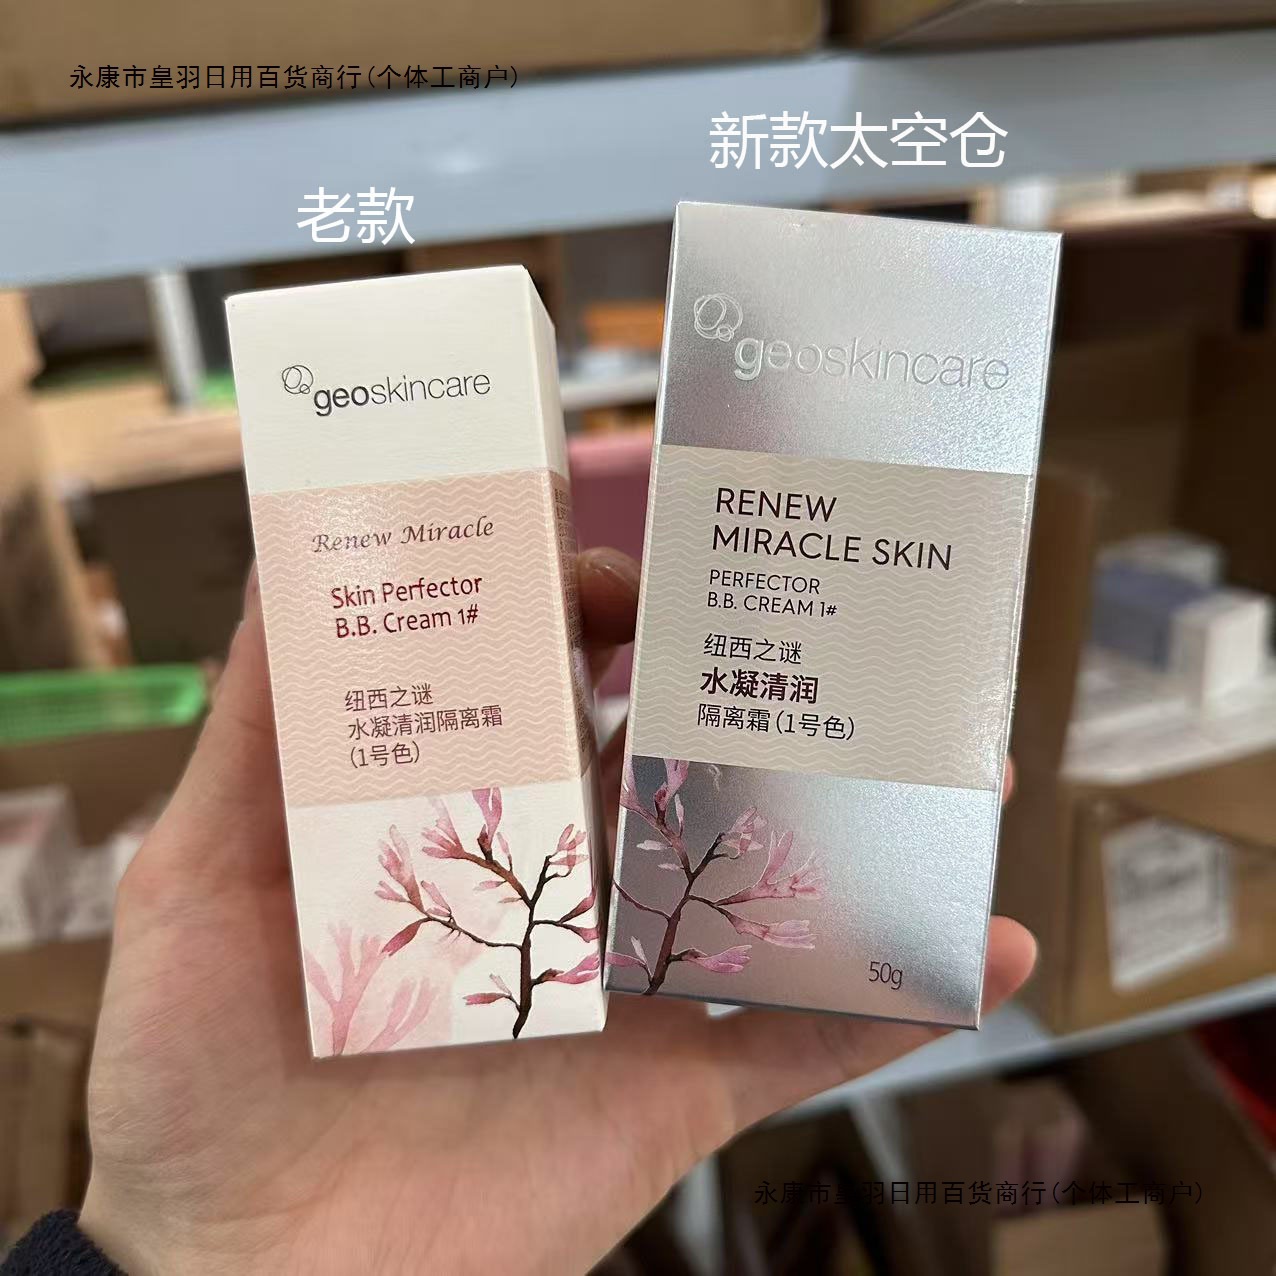 永康市皇羽日用百货商行(个体工商户)
新款太空仓
老款
geoskincare
Renew Miracle
Skin Perfector
B.B. Cream 1#
纽西之谜
水凝清润隔离霜
(1号色)
geoskincare
RENEW
MIRACLE SKIN
PERFECTOR
B.B. CREAM 1#
纽西之谜
水凝清润
隔离霜(1号色)
50g
永康市皇羽日用百货商行(个体工商户)